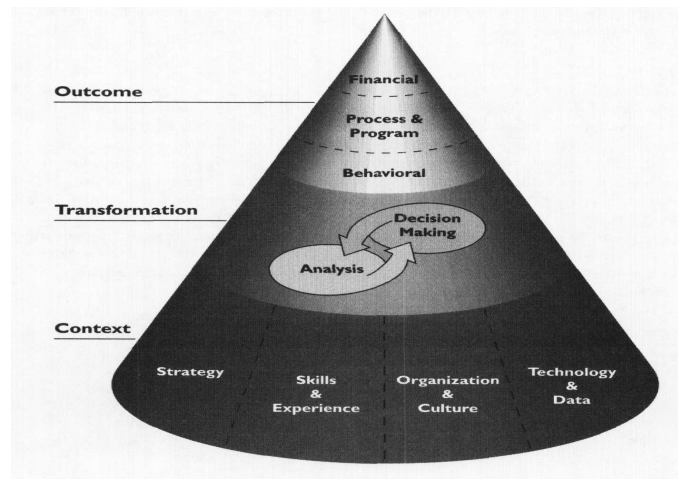 Outcome
Financial
Process &
Program
Behavioral
Transformation
Decision
Making
Analysis
Context
Strategy
Skills
&
Experience
Organization
&
Culture
Technology
&
Data